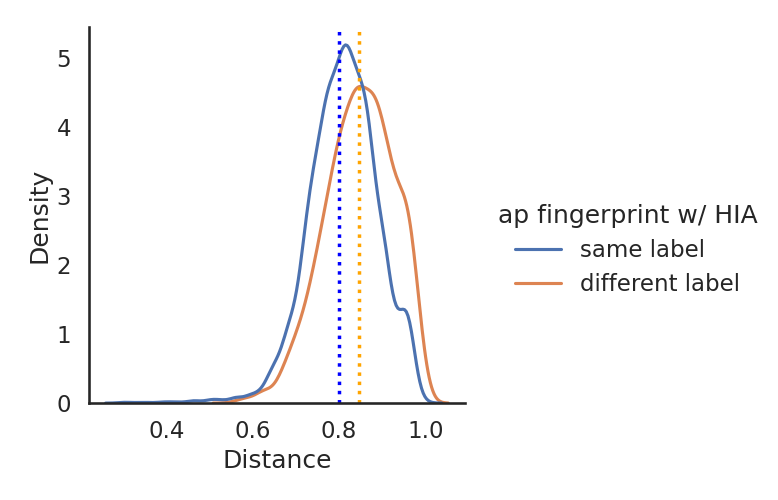 5
4
3
2
1
0
Density
0.4 0.6 0.8 1.0
Distance
ap fingerprint w/ HIA
same label
different label